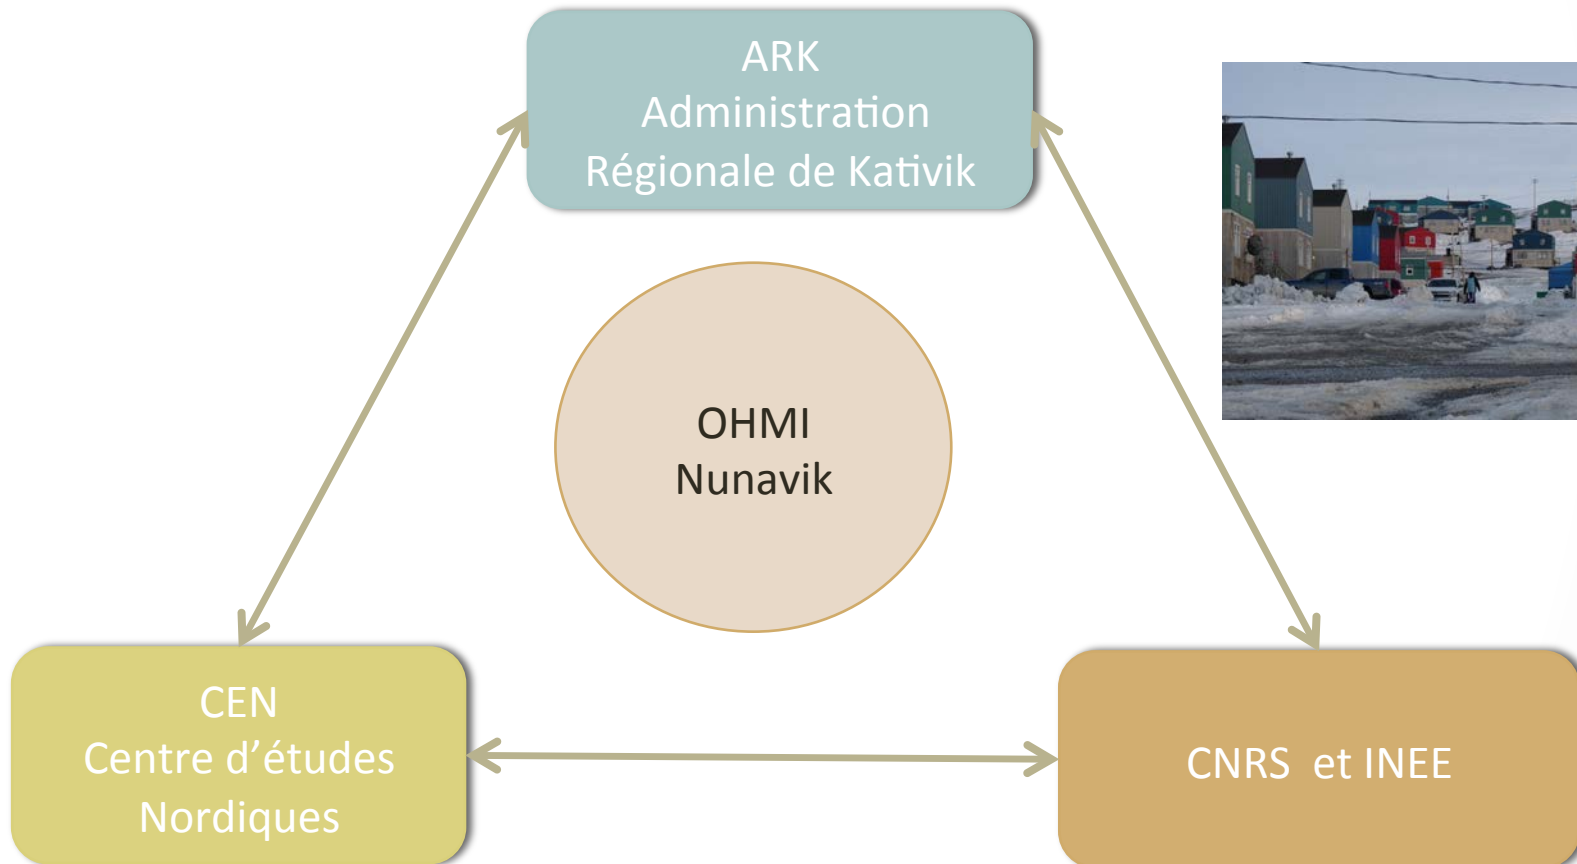 ARK
Administration
Régionale de Kativik
OHMI
Nunavik
CEN
Centre d’études
Nordiques
CNRS  et INEE